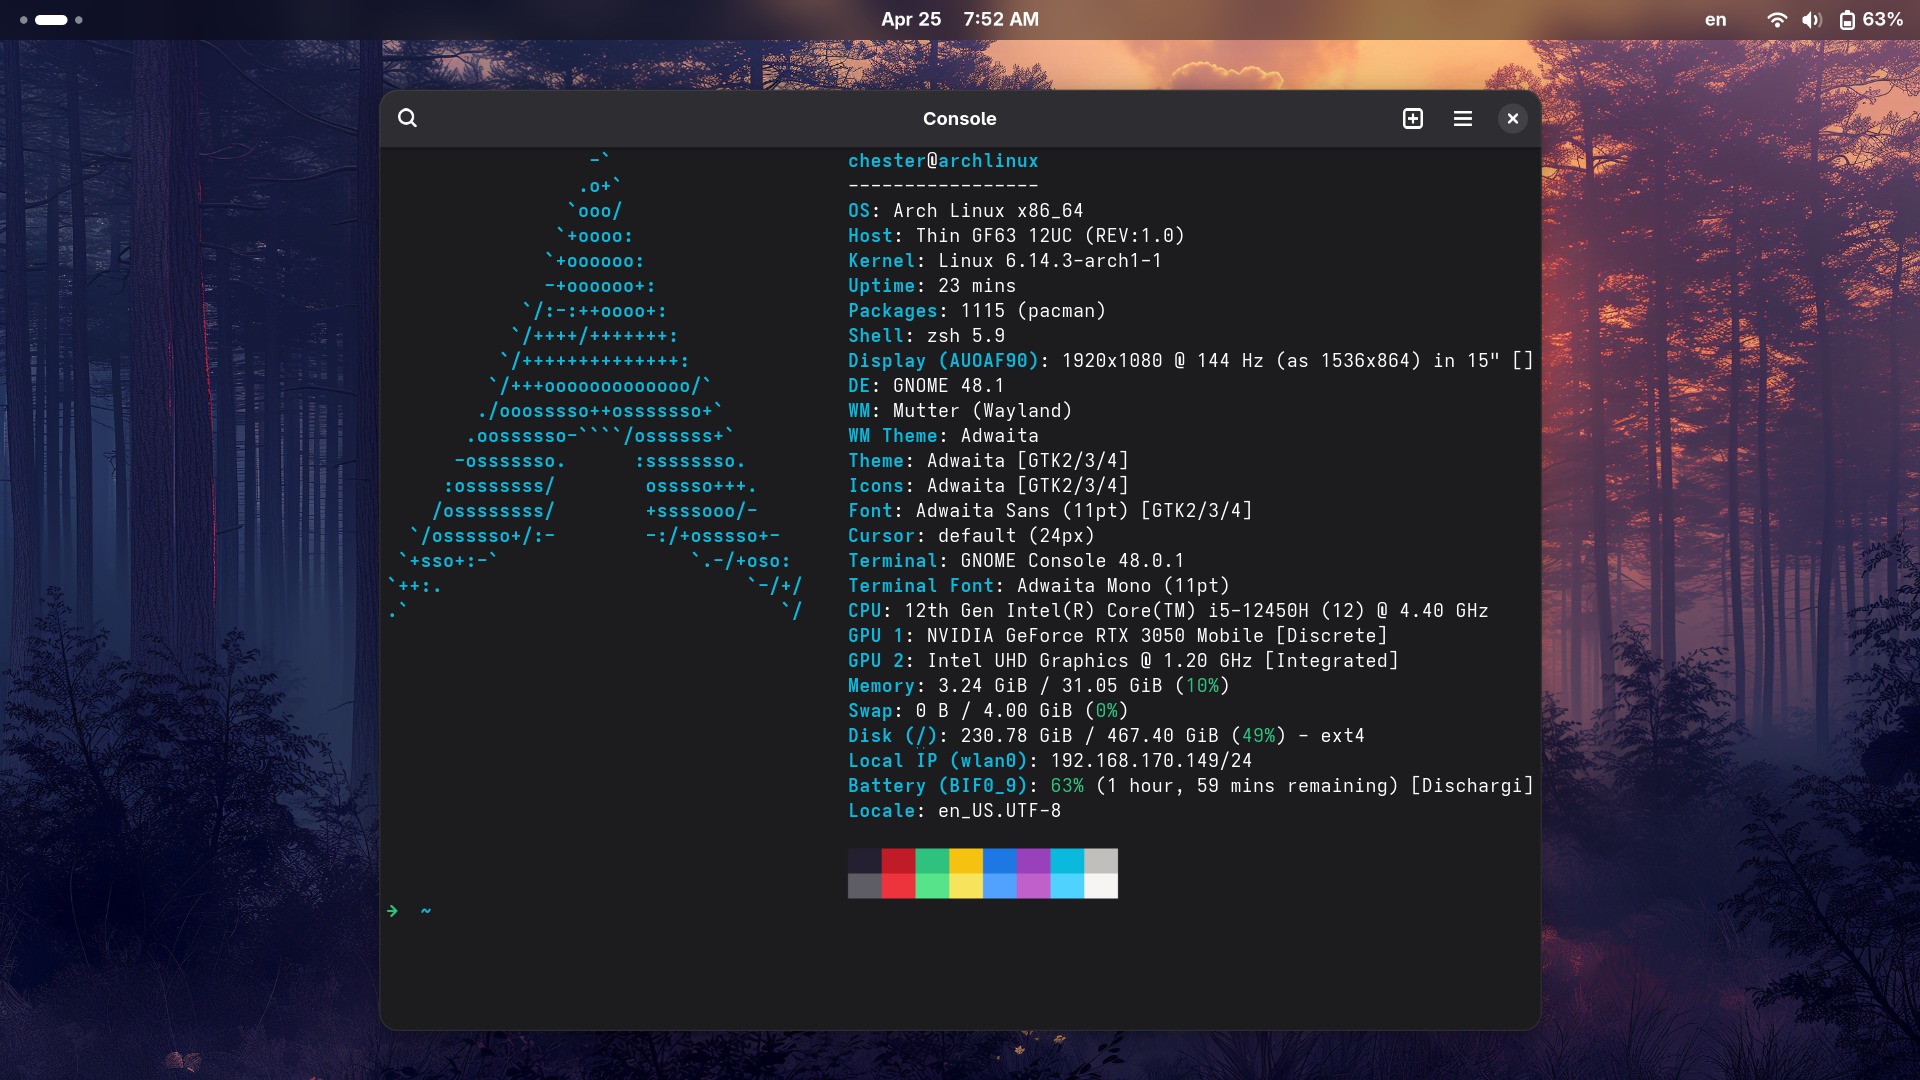 Apr 25 7:52 AM
en 63%
Console
-`
.o+`
`ooo/
`+oooo:
`+oooooo:
-+oooooo+:
`/:-:++oooo+:
`/++++/+++++++:
`/++++++++++++++:
`/+++ooooooooooooo/`
./ooosssso++osssssso+`
.oossssso-````/ossssss+`
-osssssso.      :ssssssso.
:osssssss/        osssso+++.
/ossssssss/        +ssssooo/-
`/ossssso+/:-        -:/+osssso+-
`+sso+:-`                 `.-/+oso:
`++:.                           `-/+/
.`                                 `/
chester@archlinux
-----------------
OS: Arch Linux x86_64
Host: Thin GF63 12UC (REV:1.0)
Kernel: Linux 6.14.3-arch1-1
Uptime: 23 mins
Packages: 1115 (pacman)
Shell: zsh 5.9
Display (AUOAF90): 1920x1080 @ 144 Hz (as 1536x864) in 15" []
DE: GNOME 48.1
WM: Mutter (Wayland)
WM Theme: Adwaita
Theme: Adwaita [GTK2/3/4]
Icons: Adwaita [GTK2/3/4]
Font: Adwaita Sans (11pt) [GTK2/3/4]
Cursor: default (24px)
Terminal: GNOME Console 48.0.1
Terminal Font: Adwaita Mono (11pt)
CPU: 12th Gen Intel(R) Core(TM) i5-12450H (12) @ 4.40 GHz
GPU 1: NVIDIA GeForce RTX 3050 Mobile [Discrete]
GPU 2: Intel UHD Graphics @ 1.20 GHz [Integrated]
Memory: 3.24 GiB / 31.05 GiB (10%)
Swap: 0 B / 4.00 GiB (0%)
Disk (/): 230.78 GiB / 467.40 GiB (49%) - ext4
Local IP (wlan0): 192.168.170.149/24
Battery (BIF0_9): 63% (1 hour, 59 mins remaining) [Dischargi]
Locale: en_US.UTF-8
→ ~